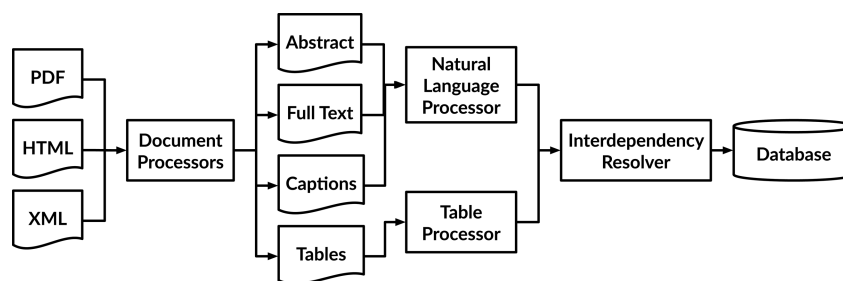 PDF
HTML
XML
Document
Processors
Abstract
Full Text
Captions
Tables
Natural
Language
Processor
Table
Processor
Interdependency
Resolver
Database